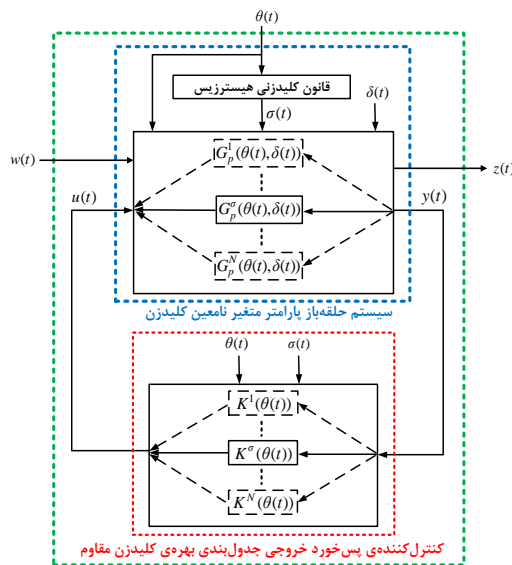 θ(t)
قانون کلیدزنی هیسترزیس
σ(t)
δ(t)
w(t)
z(t)
G_p^1(θ(t),δ(t))
u(t)
y(t)
G_p^σ(θ(t),δ(t))
G_p^N(θ(t),δ(t))
سیستم حلقه‌باز پارامتر متغیر نامعین کلیدزن
θ(t)
σ(t)
K^1(θ(t))
K^σ(θ(t))
K^N(θ(t))
کنترل‌کننده‌ی پس‌خورد خروجی جدول‌بندی بهره‌ی کلیدزن مقاوم